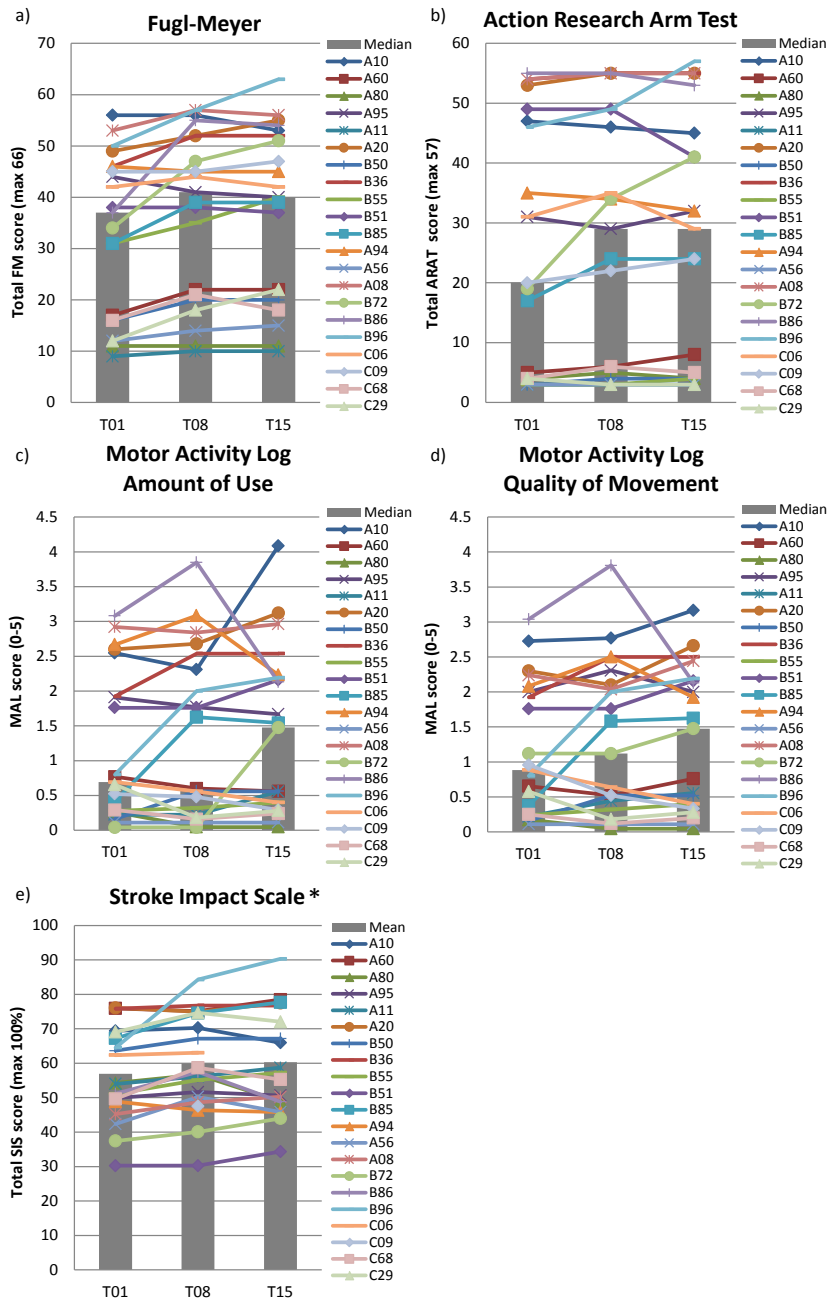 a)
Fugl-Meyer
Total FM score (max 66)
70
60
50
40
30
20
10
0
T01 T08 T15
Median
A10
A60
A80
A95
A11
A20
B50
B36
B55
B51
B85
A94
A56
A08
B72
B86
B96
C06
C09
C68
C29
b)
Action Research Arm Test
Total ARAT score (max 57)
60
50
40
30
20
10
0
T01 T08 T15
Median
A10
A60
A80
A95
A11
A20
B50
B36
B55
B51
B85
A94
A56
A08
B72
B86
B96
C06
C09
C68
C29
c)
Motor Activity Log
Amount of Use
MAL score (0-5)
4.5
4
3.5
3
2.5
2
1.5
1
0.5
0
T01 T08 T15
Median
A10
A60
A80
A95
A11
A20
B50
B36
B55
B51
B85
A94
A56
A08
B72
B86
B96
C06
C09
C68
C29
d)
Motor Activity Log
Quality of Movement
MAL score (0-5)
4.5
4
3.5
3
2.5
2
1.5
1
0.5
0
T01 T08 T15
Median
A10
A60
A80
A95
A11
A20
B50
B36
B55
B51
B85
A94
A56
A08
B72
B86
B96
C06
C09
C68
C29
e)
Stroke Impact Scale *
Total SIS score (max 100%)
100
90
80
70
60
50
40
30
20
10
0
T01 T08 T15
Mean
A10
A60
A80
A95
A11
A20
B50
B36
B55
B51
B85
A94
A56
A08
B72
B86
B96
C06
C09
C68
C29